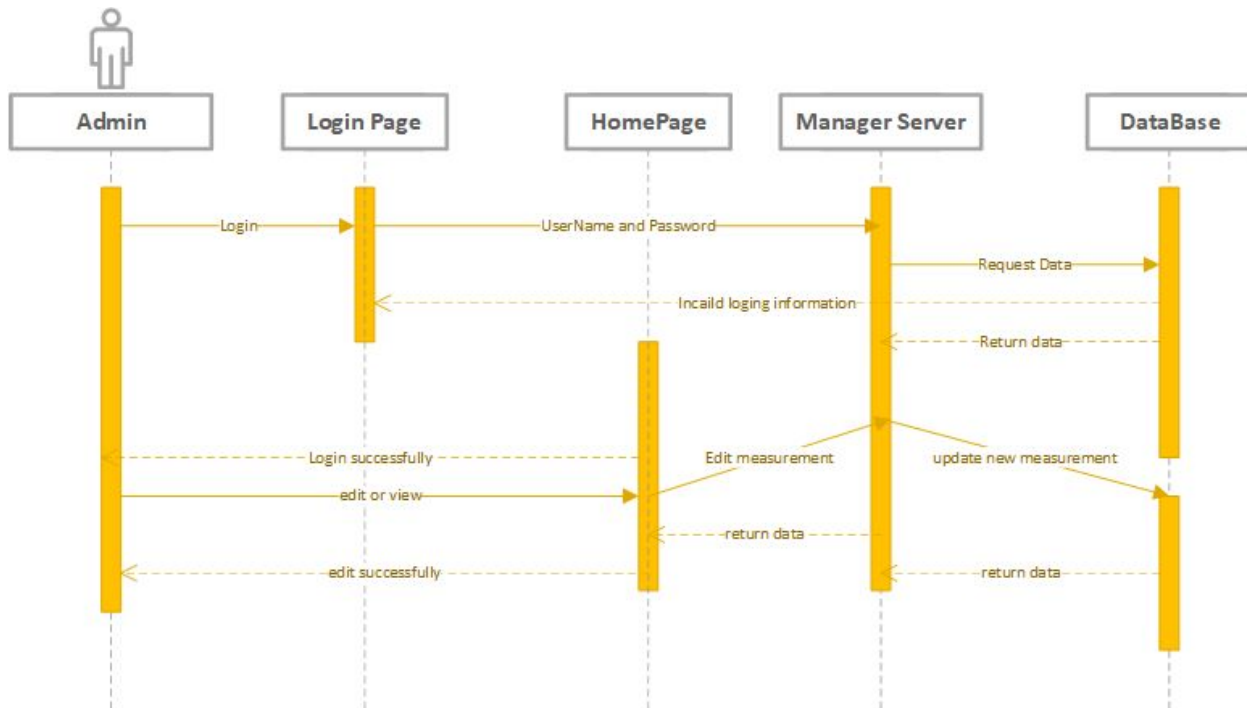 Admin
Login Page
HomePage
Manager Server
DataBase
Login
UserName and Password
Request Data
Incaild loging information
Return data
Login successfully
Edit measurement
update new measurement
edit or view
return data
edit successfully
return data